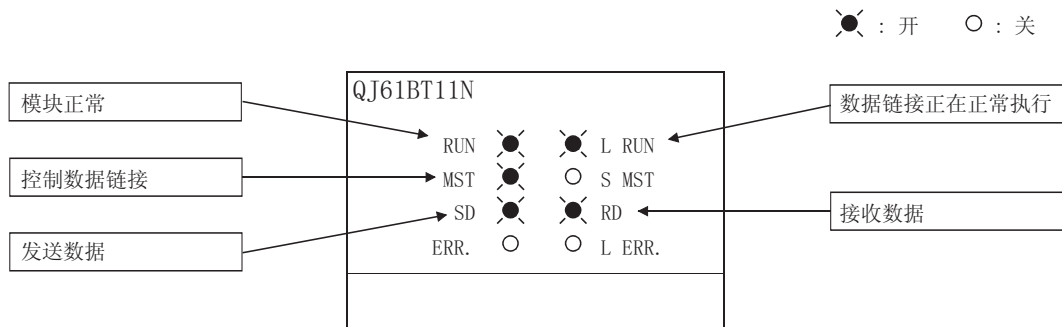 : 开 : 关
QJ61BT11N
模块正常
数据链接正在正常执行
RUN L RUN
控制数据链接
MST S MST
SD RD
接收数据
发送数据
ERR. L ERR.